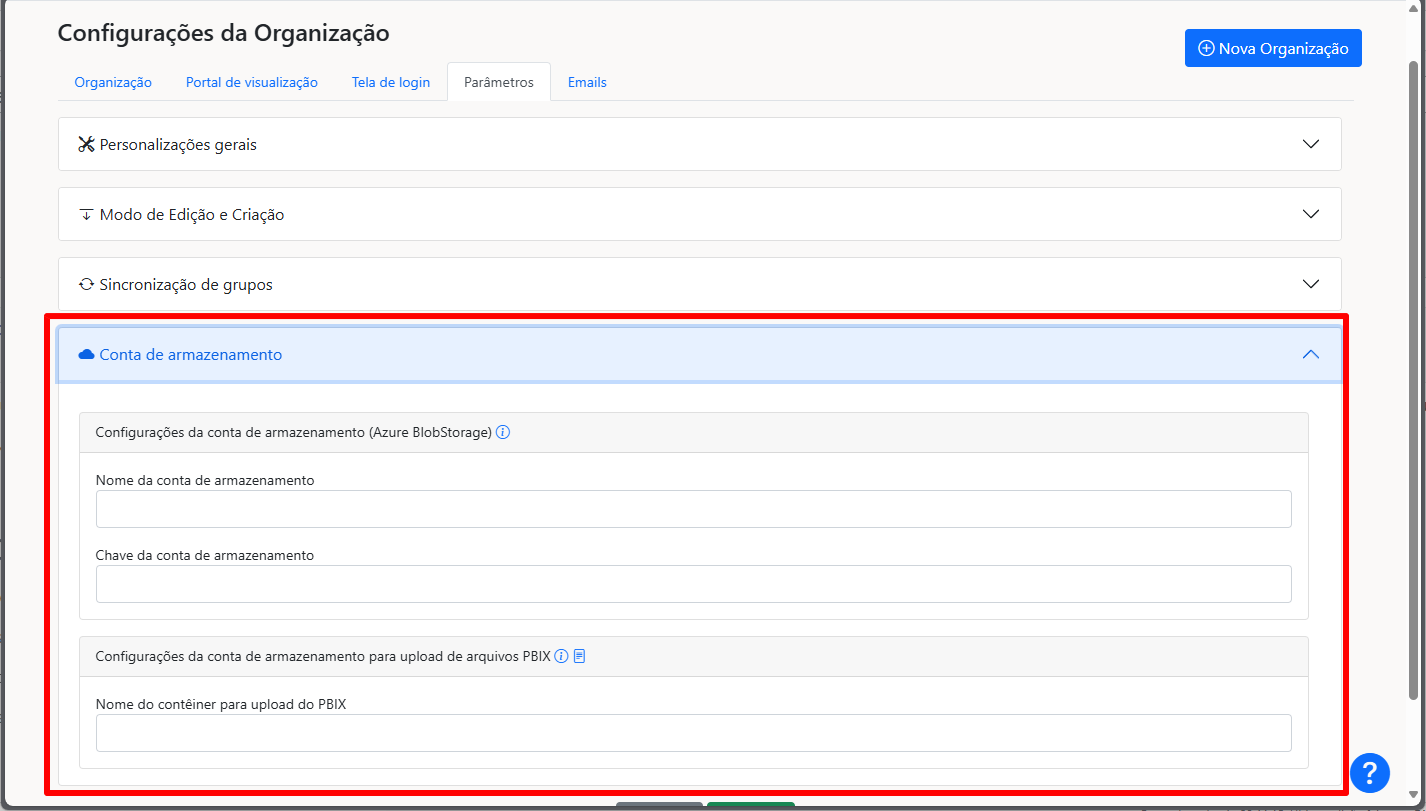 Configurações da Organização
Nova Organização
Organização
Portal de visualização
Tela de login
Parâmetros
Emails
Personalizações gerais
Modo de Edição e Criação
Sincronização de grupos
Conta de armazenamento
Configurações da conta de armazenamento (Azure BlobStorage)
Nome da conta de armazenamento
Chave da conta de armazenamento
Configurações da conta de armazenamento para upload de arquivos PBIX
Nome do contêiner para upload do PBIX
?